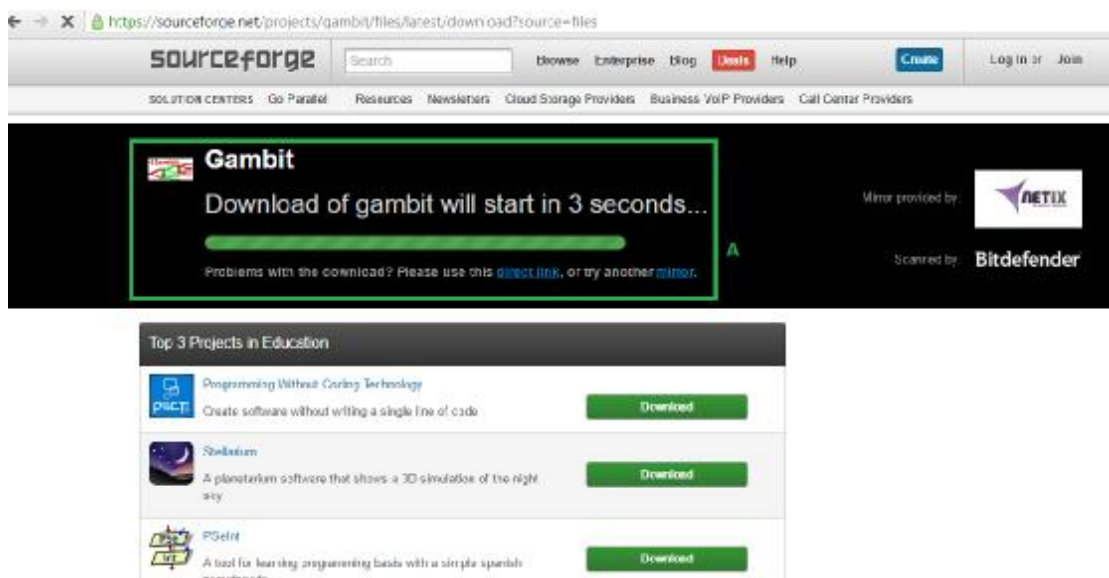 https://sourceforge.net/projects/gambit/files/latest/download?source=files
sourceforge
Search
Browse Enterprise Blog Deals Help
Create
Log In or Join
SOLUTION CENTERS Go Parallel Resources Newsletters Cloud Storage Providers Business VoIP Providers Call Center Providers
Gambit
Download of gambit will start in 3 seconds...
Problems with the download? Please use this direct link, or try another mirror.
A
Mirror provided by
NETIX
Scanned by
Bitdefender
Top 3 Projects in Education
Programming Without Coding Technology
Create software without writing a single line of code
Download
Stellarium
A planetarium software that shows a 3D simulation of the night
sky
Download
PSeInt
A tool for learning programming basis with a simple spanish
Download